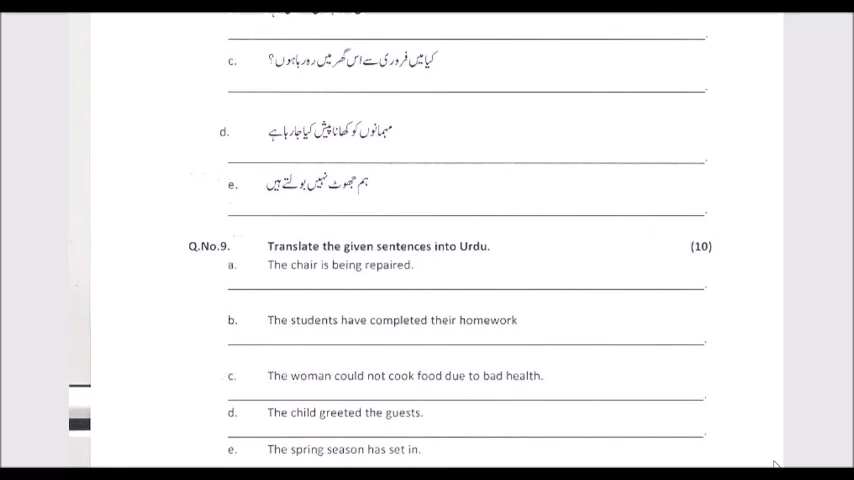 c. کیا میں فروری سے اس گھر میں رہ رہا ہوں؟
d. مہمانوں کو کھانا پیش کیا جا رہا ہے
e. ہم جھوٹ نہیں بولتے ہیں
Q.No.9. Translate the given sentences into Urdu. (10)
a. The chair is being repaired.
b. The students have completed their homework
c. The woman could not cook food due to bad health.
d. The child greeted the guests.
e. The spring season has set in.